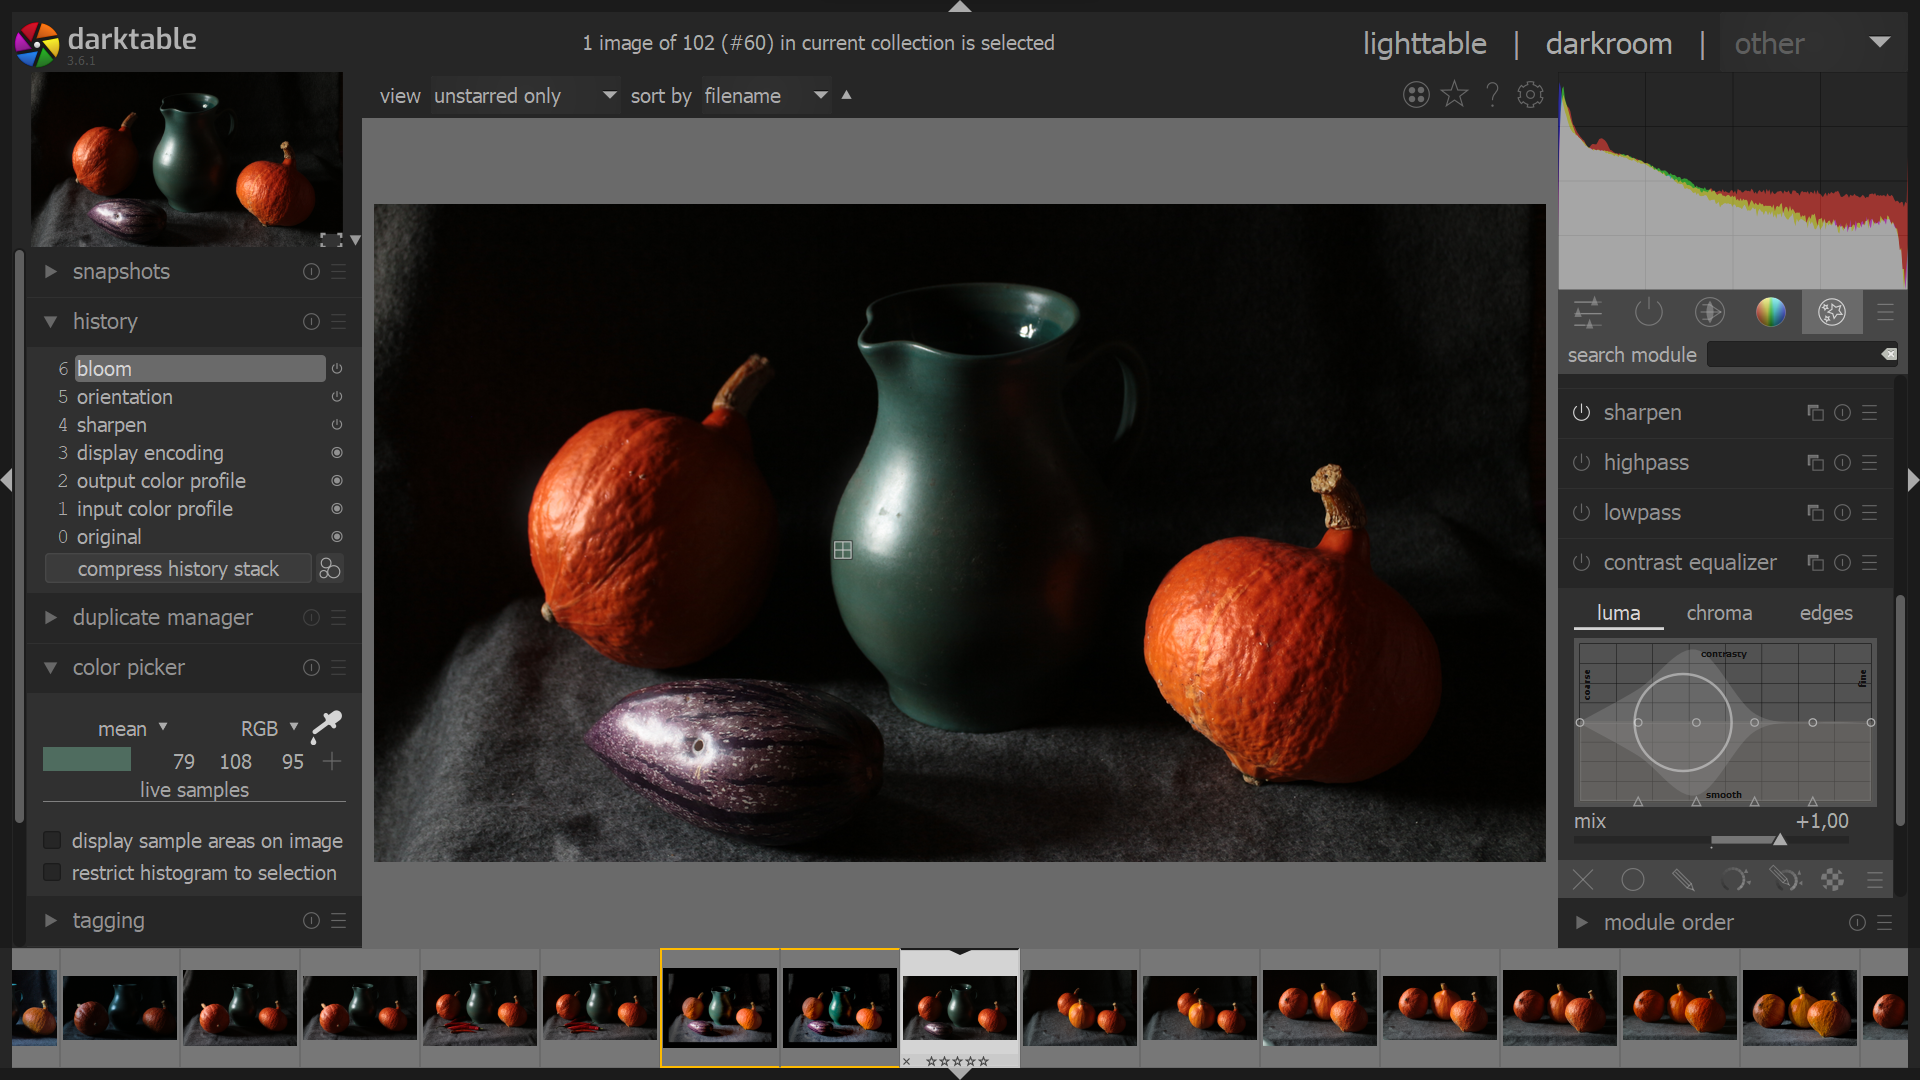 darktable
3.6.1
1 image of 102 (#60) in current collection is selected
lighttable | darkroom | other
view unstarred only sort by filename
snapshots
history
6 bloom
5 orientation
4 sharpen
3 display encoding
2 output color profile
1 input color profile
0 original
compress history stack
duplicate manager
color picker
mean RGB
79 108 95
live samples
display sample areas on image
restrict histogram to selection
tagging
search module
sharpen
highpass
lowpass
contrast equalizer
luma chroma edges
contrasty
coarse
fine
smooth
mix +1,00
module order